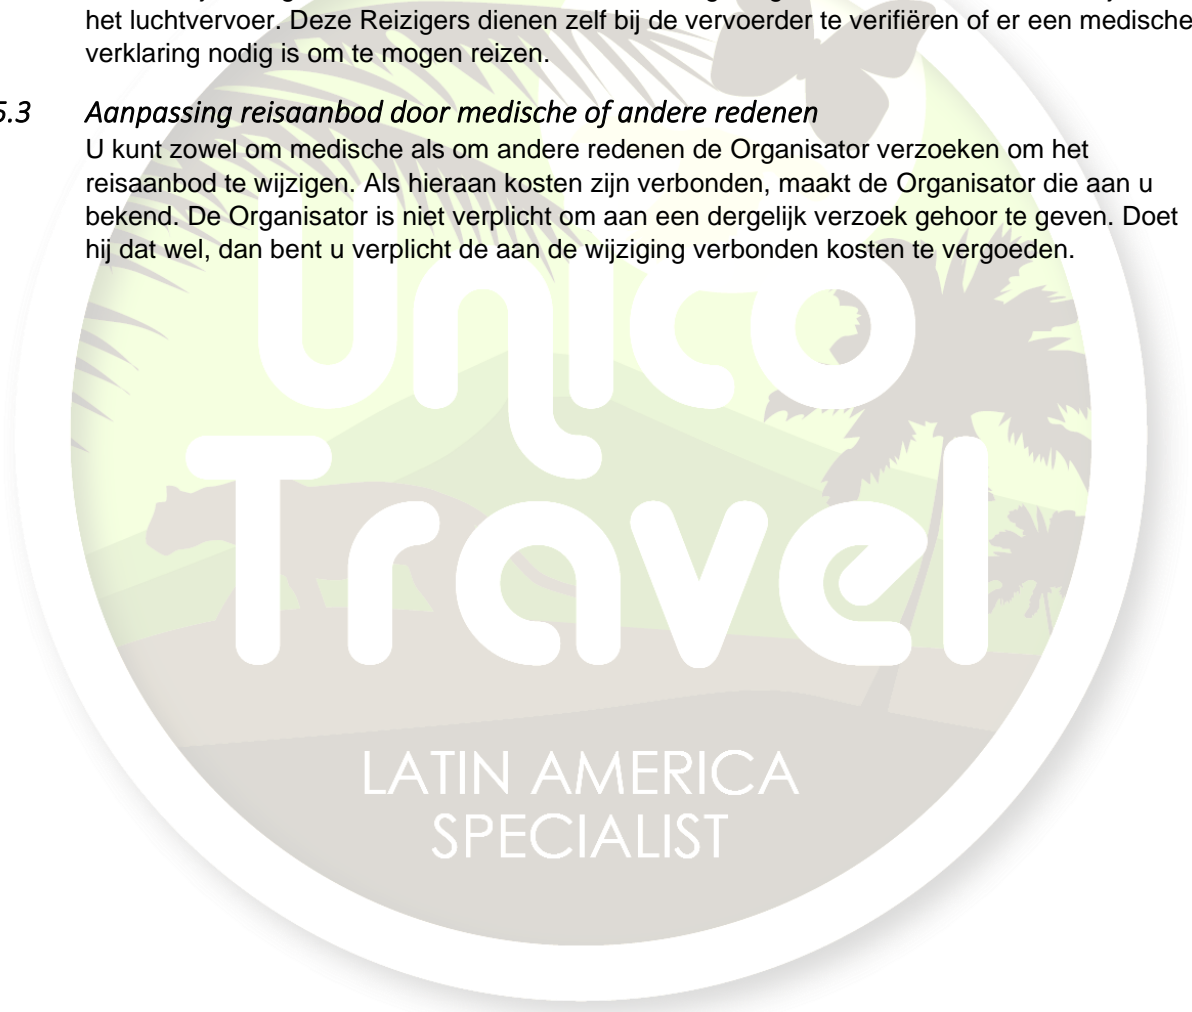 het luchtvervoer. Deze Reizigers dienen zelf bij de vervoerder te verifiëren of er een medische
verklaring nodig is om te mogen reizen.
5.3 Aanpassing reisaanbod door medische of andere redenen
U kunt zowel om medische als om andere redenen de Organisator verzoeken om het
reisaanbod te wijzigen. Als hieraan kosten zijn verbonden, maakt de Organisator die aan u
bekend. De Organisator is niet verplicht om aan een dergelijk verzoek gehoor te geven. Doet
hij dat wel, dan bent u verplicht de aan de wijziging verbonden kosten te vergoeden.
Unico
Travel
LATIN AMERICA
SPECIALIST